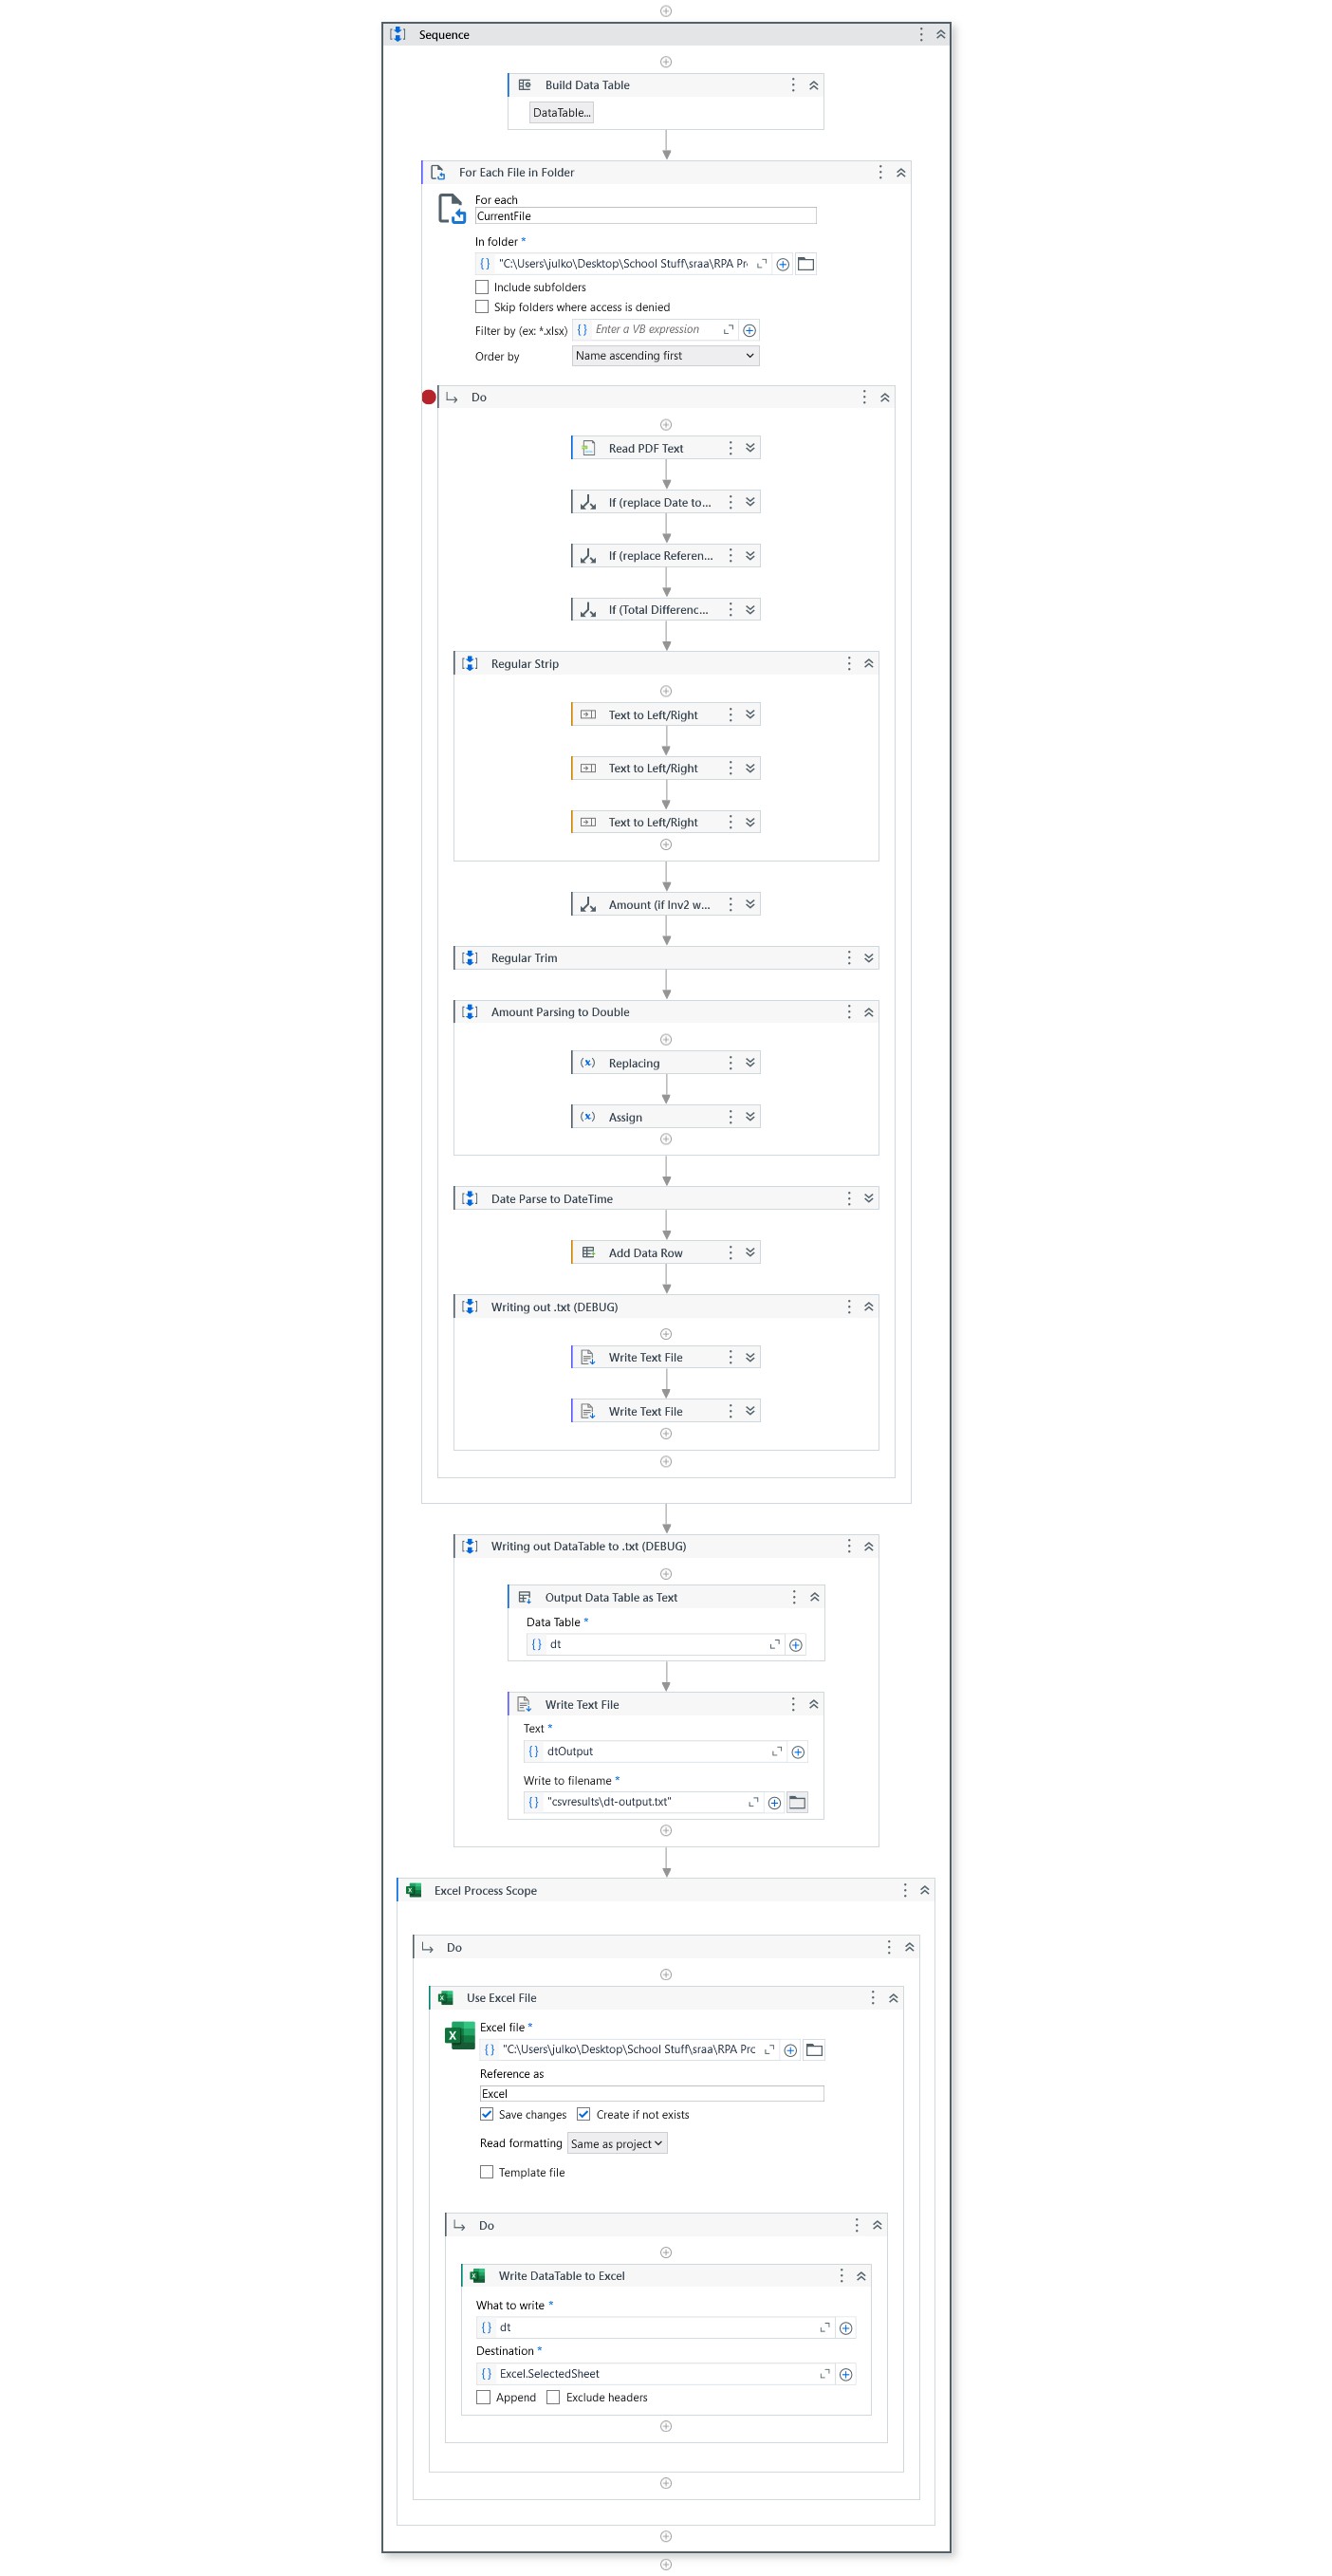 Sequence
Build Data Table
DataTable...
For Each File in Folder
For each
CurrentFile
In folder *
"C:\Users\julko\Desktop\School Stuff\sraa\RPA Pr
Include subfolders
Skip folders where access is denied
Filter by (ex: *.xlsx) Enter a VB expression
Order by Name ascending first
Do
Read PDF Text
If (replace Date to...
If (replace Referen...
If (Total Differenc...
Regular Strip
Text to Left/Right
Text to Left/Right
Text to Left/Right
Amount (if Inv2 w...
Regular Trim
Amount Parsing to Double
Replacing
Assign
Date Parse to DateTime
Add Data Row
Writing out .txt (DEBUG)
Write Text File
Write Text File
Writing out DataTable to .txt (DEBUG)
Output Data Table as Text
Data Table *
{} dt
Write Text File
Text *
{} dtOutput
Write to filename *
{} "csvresults\dt-output.txt"
Excel Process Scope
Do
Use Excel File
Excel file *
{} "C:\Users\julko\Desktop\School Stuff\sraa\RPA Prc
Reference as
Excel
Save changes Create if not exists
Read formatting Same as project
Template file
Do
Write DataTable to Excel
What to write *
{} dt
Destination *
{} Excel.SelectedSheet
Append Exclude headers